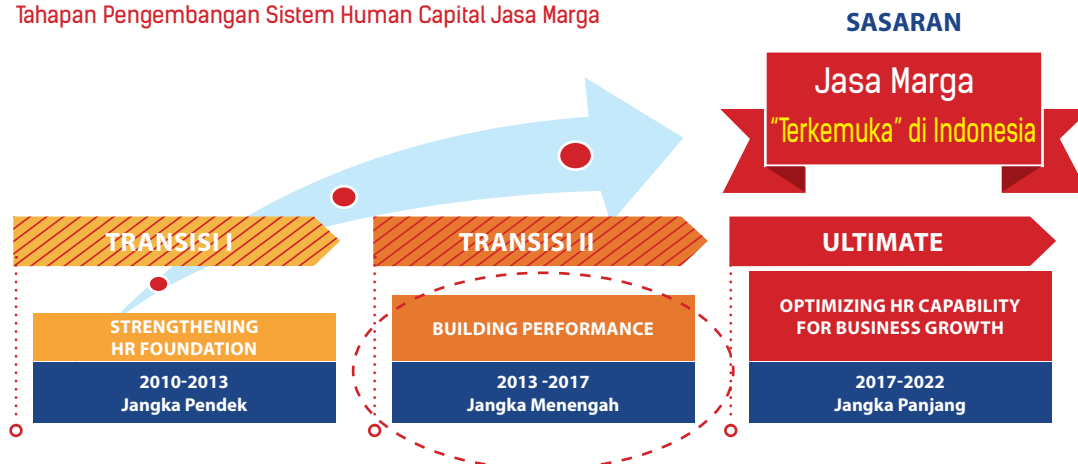 Tahapan Pengembangan Sistem Human Capital Jasa Marga
SASARAN
Jasa Marga
"Terkemuka" di Indonesia
TRANSISI I
TRANSISI II
ULTIMATE
STRENGTHENING
HR FOUNDATION
2010-2013
Jangka Pendek
BUILDING PERFORMANCE
2013 -2017
Jangka Menengah
OPTIMIZING HR CAPABILITY
FOR BUSINESS GROWTH
2017-2022
Jangka Panjang